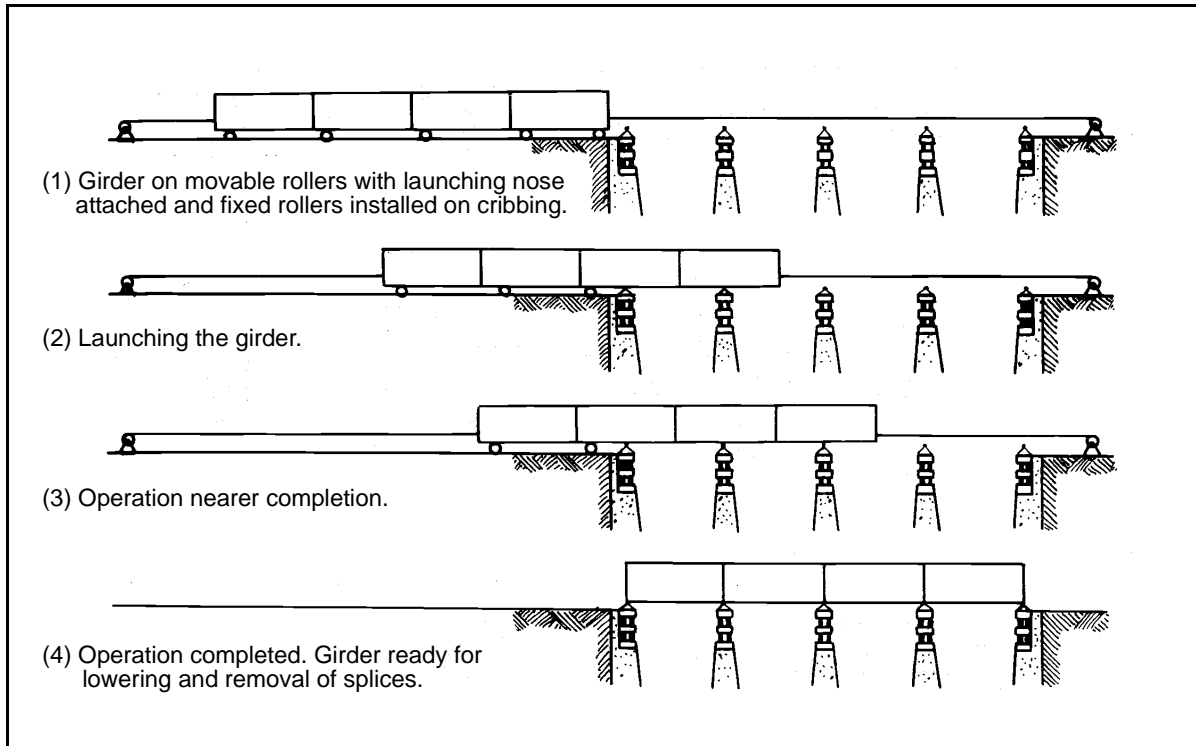 (1) Girder on movable rollers with launching nose
attached and fixed rollers installed on cribbing.
(2) Launching the girder.
(3) Operation nearer completion.
(4) Operation completed. Girder ready for
lowering and removal of splices.